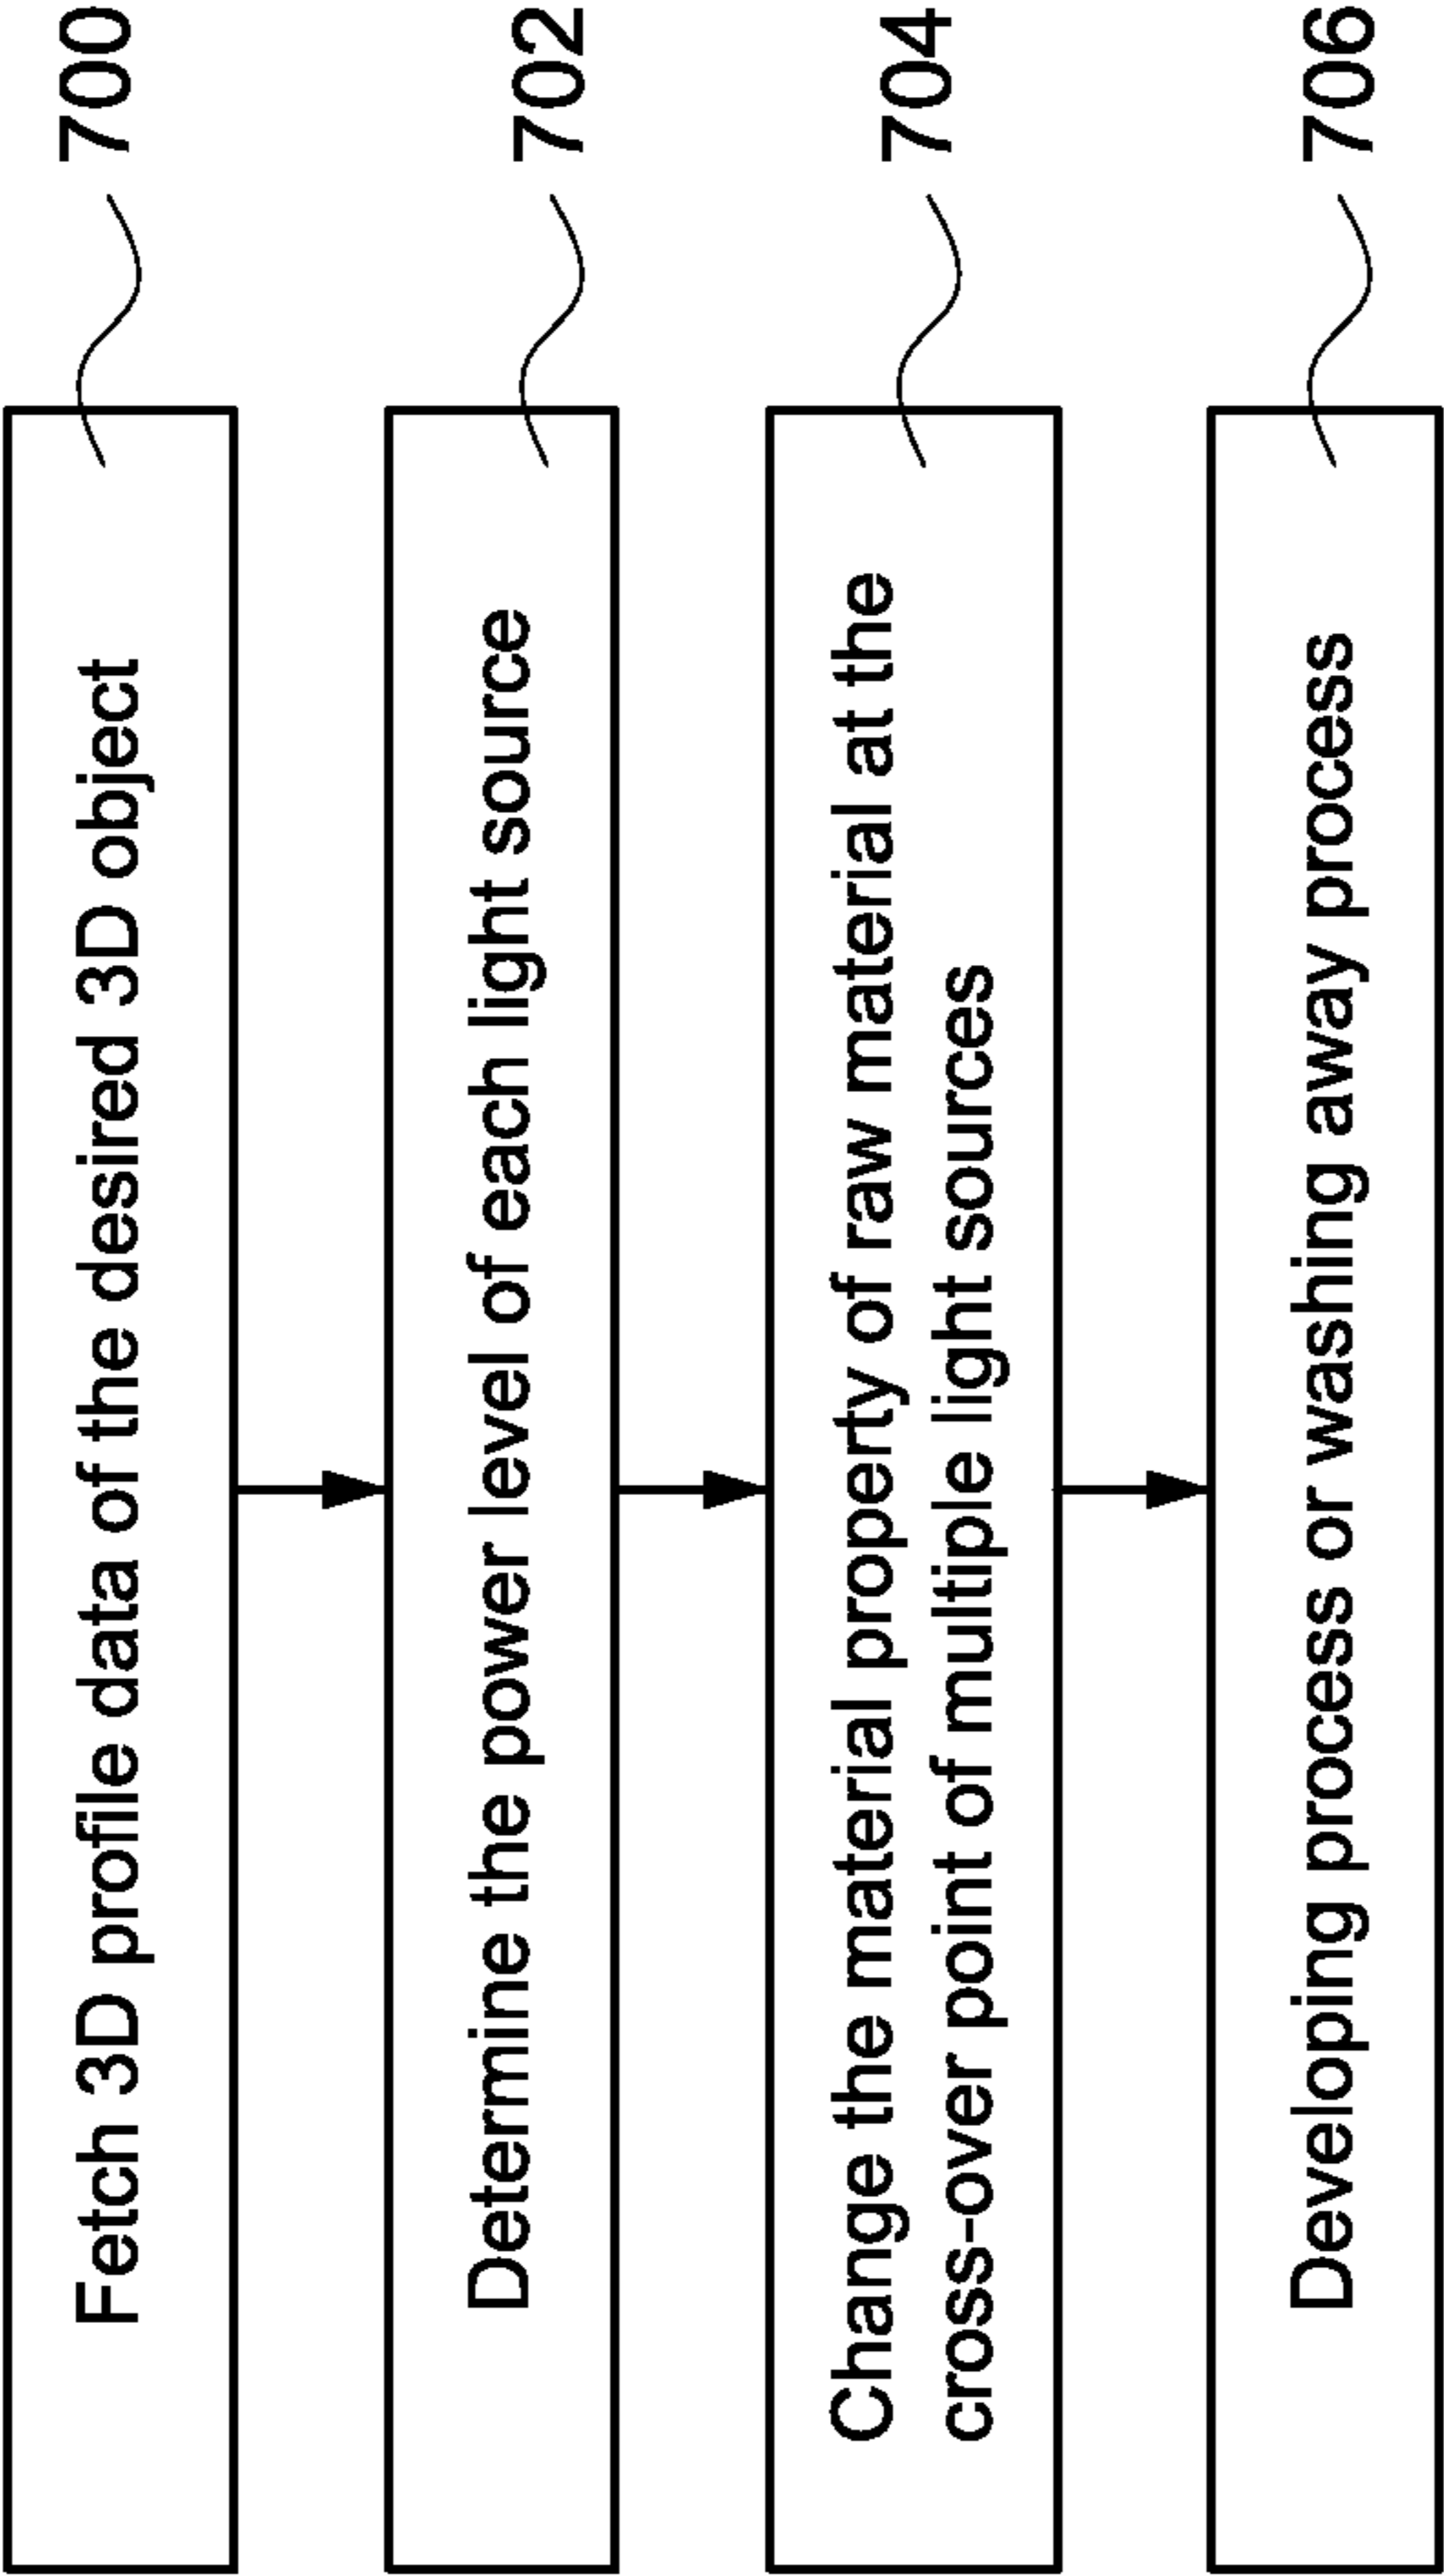 Fetch 3D profile data of the desired 3D object
700
Determine the power level of each light source
702
Change the material property of raw material at the
cross-over point of multiple light sources
704
Developing process or washing away process
706